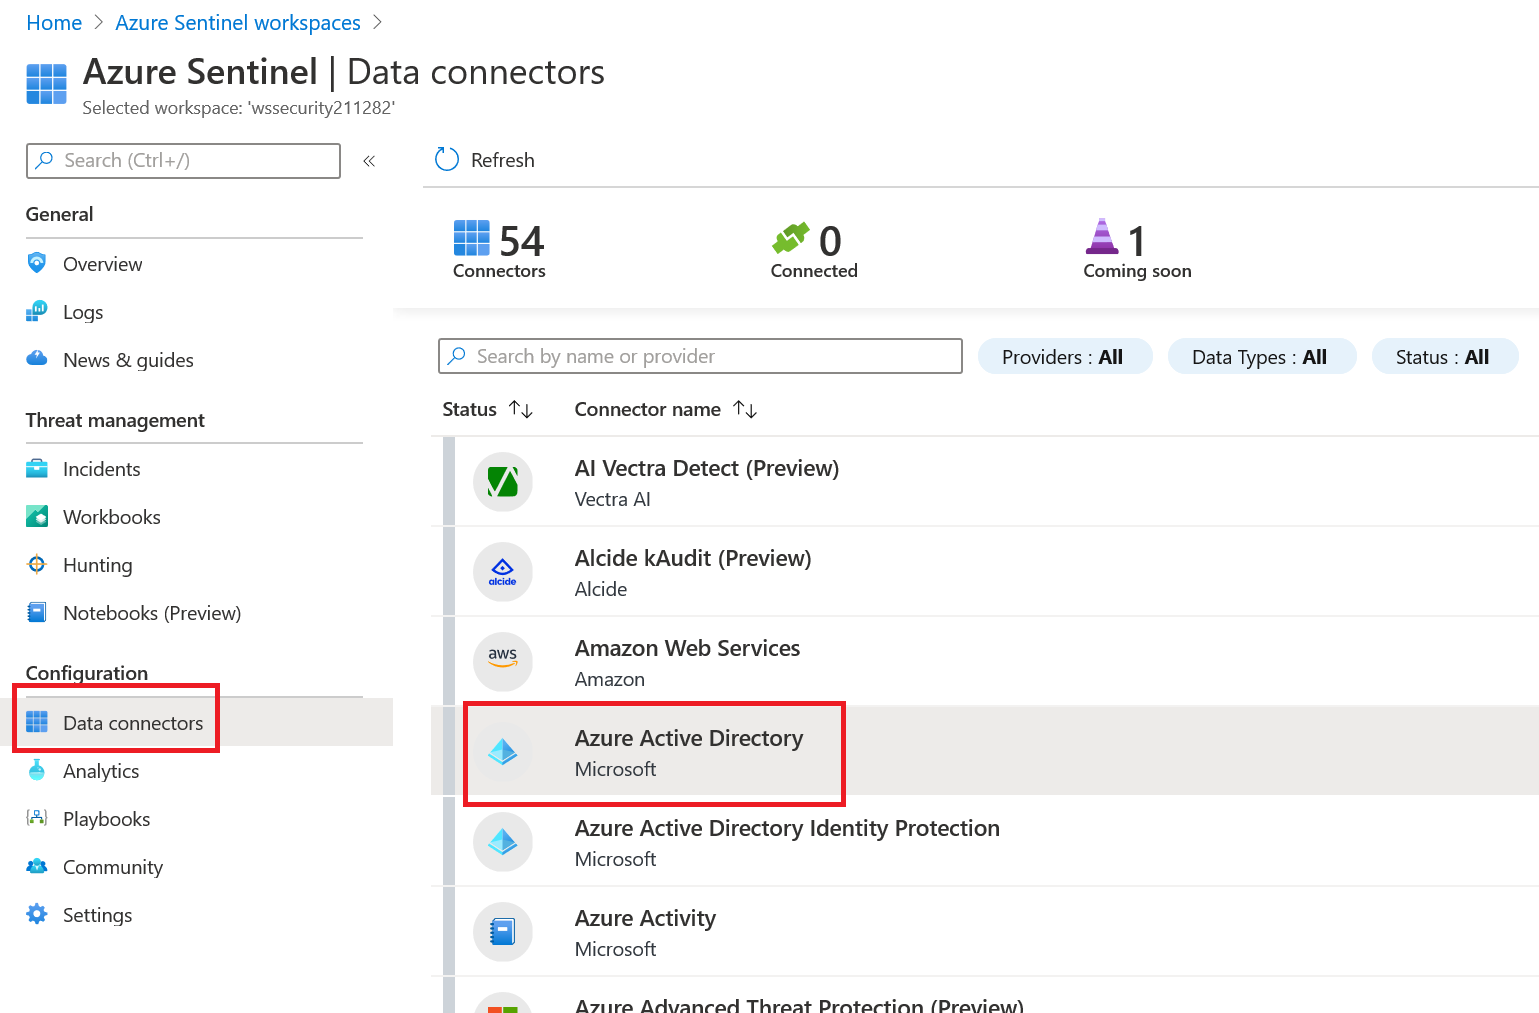 Home > Azure Sentinel workspaces >
Azure Sentinel | Data connectors
Selected workspace: 'wssecurity211282'
Search (Ctrl+/)
«
General
Overview
Logs
News & guides
Threat management
Incidents
Workbooks
Hunting
Notebooks (Preview)
Configuration
Data connectors
Analytics
Playbooks
Community
Settings
Refresh
54
Connectors
0
Connected
1
Coming soon
Search by name or provider
Providers : All
Data Types : All
Status : All
Status ↑↓ Connector name ↑↓
AI Vectra Detect (Preview)
Vectra AI
alcide
Alcide kAudit (Preview)
Alcide
aws
Amazon Web Services
Amazon
Azure Active Directory
Microsoft
Azure Active Directory Identity Protection
Microsoft
Azure Activity
Microsoft
Azure Advanced Threat Protection (Preview)